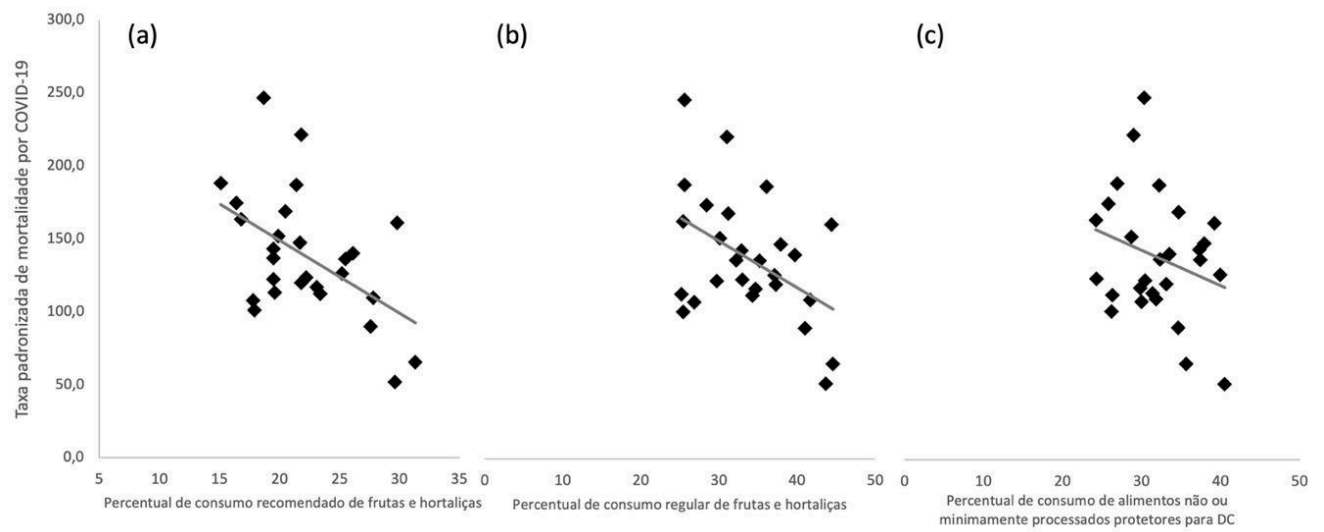 Taxa padronizada de mortalidade por COVID-19
300,0
250,0
200,0
150,0
100,0
50,0
0,0
(a)
5 10 15 20 25 30 35
Percentual de consumo recomendado de frutas e hortaliças
(b)
0 10 20 30 40 50
Percentual de consumo regular de frutas e hortaliças
(c)
0 10 20 30 40 50
Percentual de consumo de alimentos não ou
minimamente processados protetores para DC